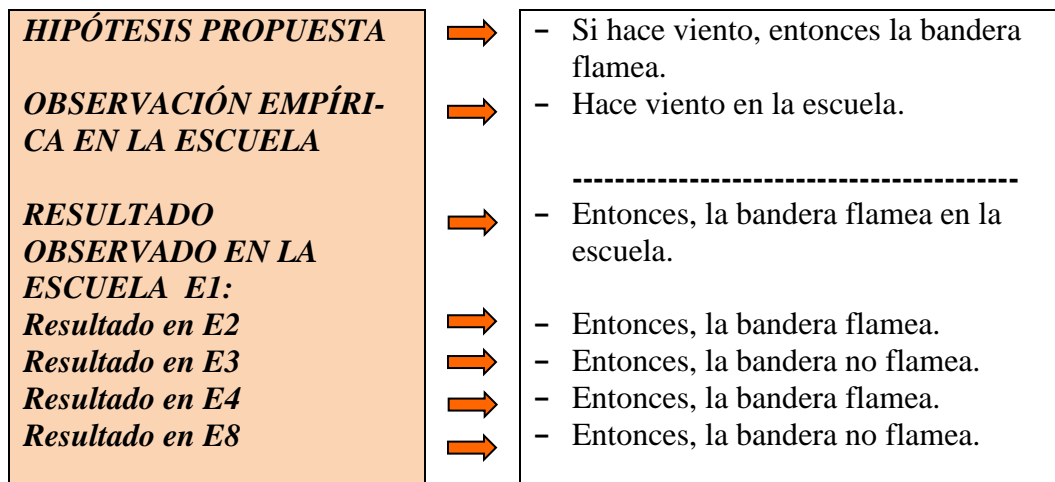 HIPÓTESIS PROPUESTA
– Si hace viento, entonces la bandera
flamea.
OBSERVACIÓN EMPÍRI-
CA EN LA ESCUELA
– Hace viento en la escuela.
------------------------------------------
RESULTADO
OBSERVADO EN LA
ESCUELA E1:
– Entonces, la bandera flamea en la
escuela.
Resultado en E2
– Entonces, la bandera flamea.
Resultado en E3
– Entonces, la bandera no flamea.
Resultado en E4
– Entonces, la bandera flamea.
Resultado en E8
– Entonces, la bandera no flamea.